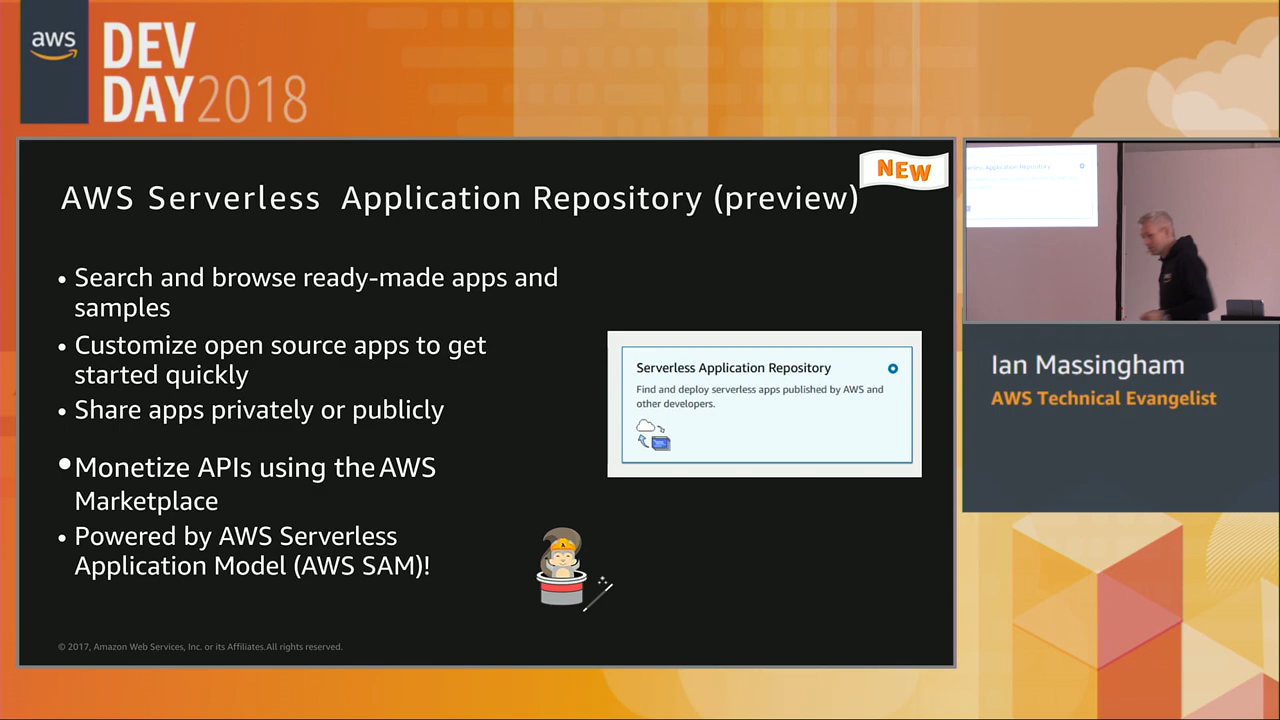 aws
DEV
DAY2018
NEW
AWS Serverless Application Repository (preview)
• Search and browse ready-made apps and
samples
• Customize open source apps to get
started quickly
• Share apps privately or publicly
• Monetize APIs using the AWS
Marketplace
• Powered by AWS Serverless
Application Model (AWS SAM)!
Serverless Application Repository
Find and deploy serverless apps published by AWS and
other developers.
© 2017, Amazon Web Services, Inc. or its Affiliates.All rights reserved.
Application Repository
Ian Massingham
AWS Technical Evangelist